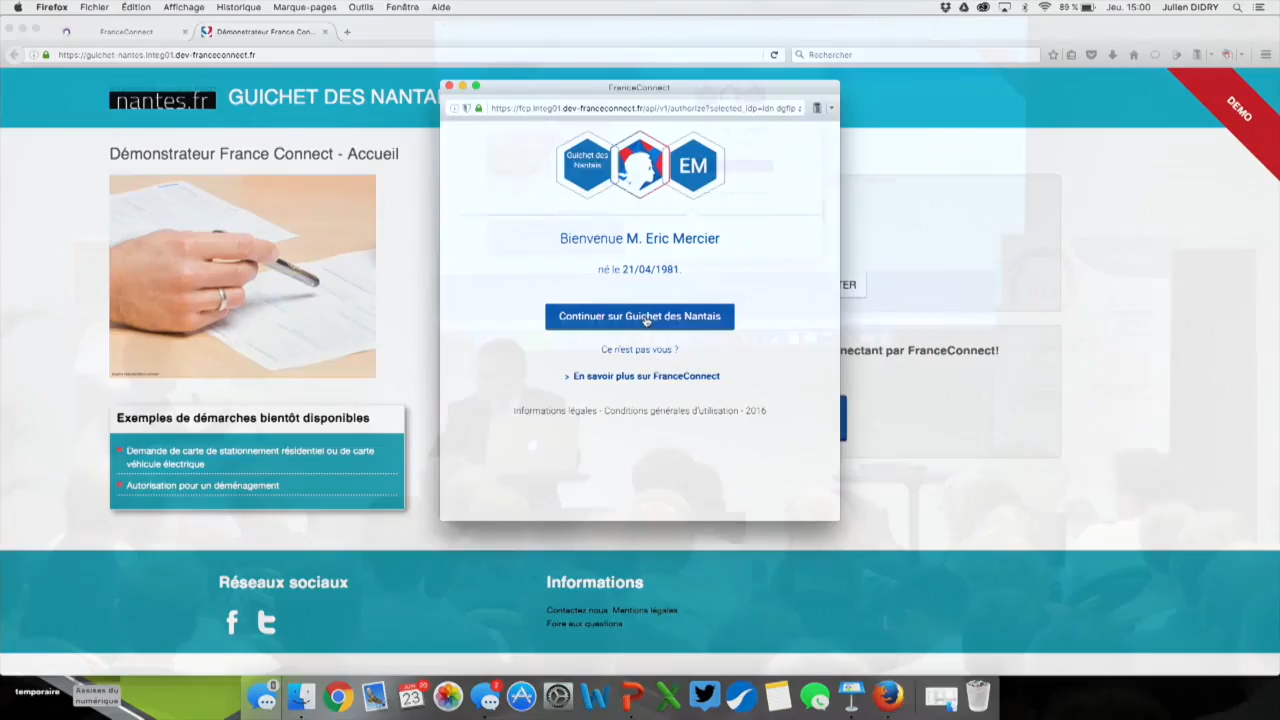 Firefox Fichier Édition Affichage Historique Marque-pages Outils Fenêtre Aide
89 % Jeu. 15:00 Julien DIDRY
FranceConnect
Démonstrateur France Con...
https://guichet-nantes.integ01.dev-franceconnect.fr
Rechercher
nantes.fr
GUICHET DES NANTA
DEMO
FranceConnect
https://fcp.integ01.dev-franceconnect.fr/api/v1/authorize?selected_idp=idn dgfip a
Démonstrateur France Connect - Accueil
Guichet des
Nantais
EM
Bienvenue M. Eric Mercier
né le 21/04/1981.
TER
Continuer sur Guichet des Nantais
Ce n'est pas vous ?
nectant par FranceConnect!
> En savoir plus sur FranceConnect
Informations légales - Conditions générales d'utilisation - 2016
Exemples de démarches bientôt disponibles
Demande de carte de stationnement résidentiel ou de carte
véhicule électrique
Autorisation pour un déménagement
Réseaux sociaux
Informations
Contactez nous Mentions légales
Foire aux questions
temporaire
Assises du
numérique
23